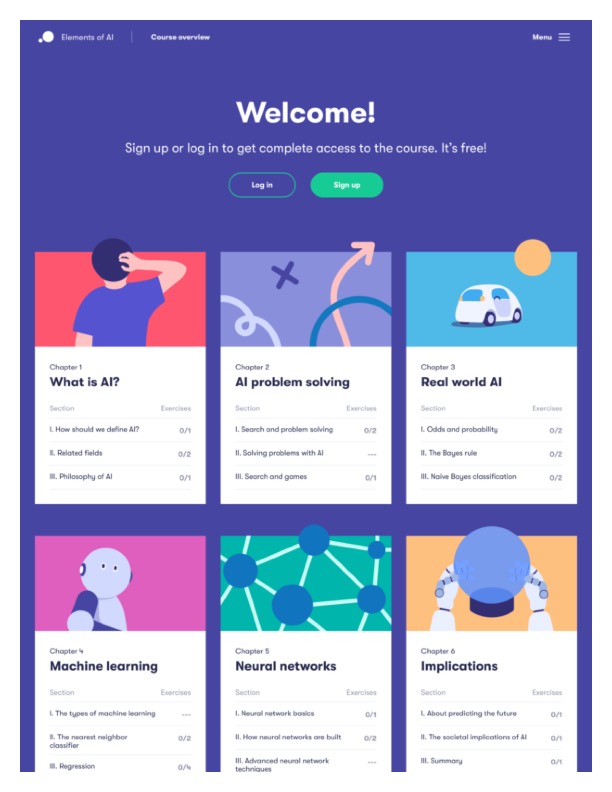 Elements of AI
Course overview
Menu
Welcome!
Sign up or log in to get complete access to the course. It's free!
Log in
Sign up
Chapter 1
What is AI?
Section Exercises
I. How should we define AI? 0/1
II. Related fields 0/2
III. Philosophy of AI 0/1
Chapter 2
AI problem solving
Section Exercises
I. Search and problem solving 0/2
II. Solving problems with AI ---
III. Search and games 0/1
Chapter 3
Real world AI
Section Exercises
I. Odds and probability 0/2
II. The Bayes rule 0/2
III. Naive Bayes classification 0/2
Chapter 4
Machine learning
Section Exercises
I. The types of machine learning ---
II. The nearest neighbor 0/2
classifier
III. Regression 0/4
Chapter 5
Neural networks
Section Exercises
I. Neural network basics 0/1
II. How neural networks are built 0/2
III. Advanced neural network ---
techniques
Chapter 6
Implications
Section Exercises
I. About predicting the future 0/1
II. The societal implications of AI 0/1
III. Summary 0/1